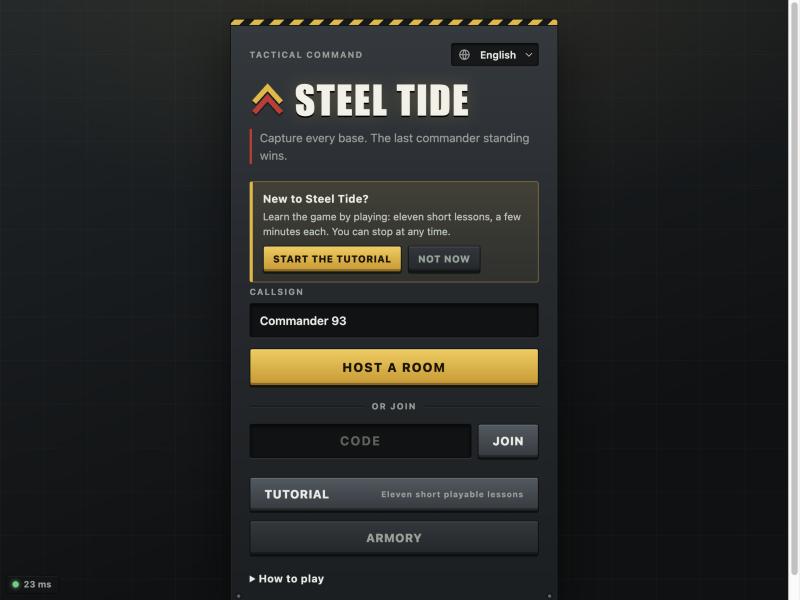 TACTICAL COMMAND
English
STEEL TIDE
Capture every base. The last commander standing
wins.
New to Steel Tide?
Learn the game by playing: eleven short lessons, a few
minutes each. You can stop at any time.
START THE TUTORIAL
NOT NOW
CALLSIGN
Commander 93
HOST A ROOM
OR JOIN
CODE
JOIN
TUTORIAL
Eleven short playable lessons
ARMORY
How to play
23 ms